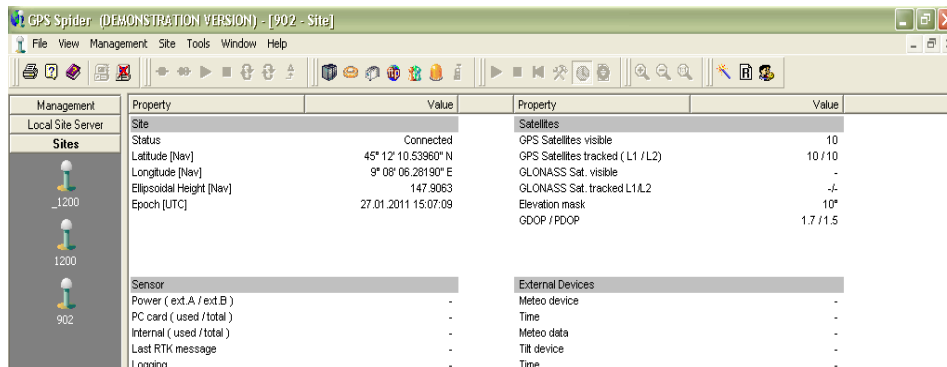 GPS Spider (DEMONSTRATION VERSION) - [902 - Site]
File View Management Site Tools Window Help
Management
Local Site Server
Sites
_1200
1200
902
Property Value Property Value
Site Satellites
Status Connected GPS Satellites visible 10
Latitude [Nav] 45° 12' 10.53960" N GPS Satellites tracked ( L1 / L2) 10 / 10
Longitude [Nav] 9° 08' 06.28190" E GLONASS Sat. visible -
Ellipsoidal Height [Nav] 147.9063 GLONASS Sat. tracked L1/L2 -/-
Epoch [UTC] 27.01.2011 15:07:09 Elevation mask 10°
GDOP / PDOP 1.7 / 1.5
Sensor External Devices
Power ( ext.A / ext.B ) - Meteo device -
PC card ( used / total ) - Time -
Internal ( used / total ) - Meteo data -
Last RTK message - Tilt device -
Logging - Time -